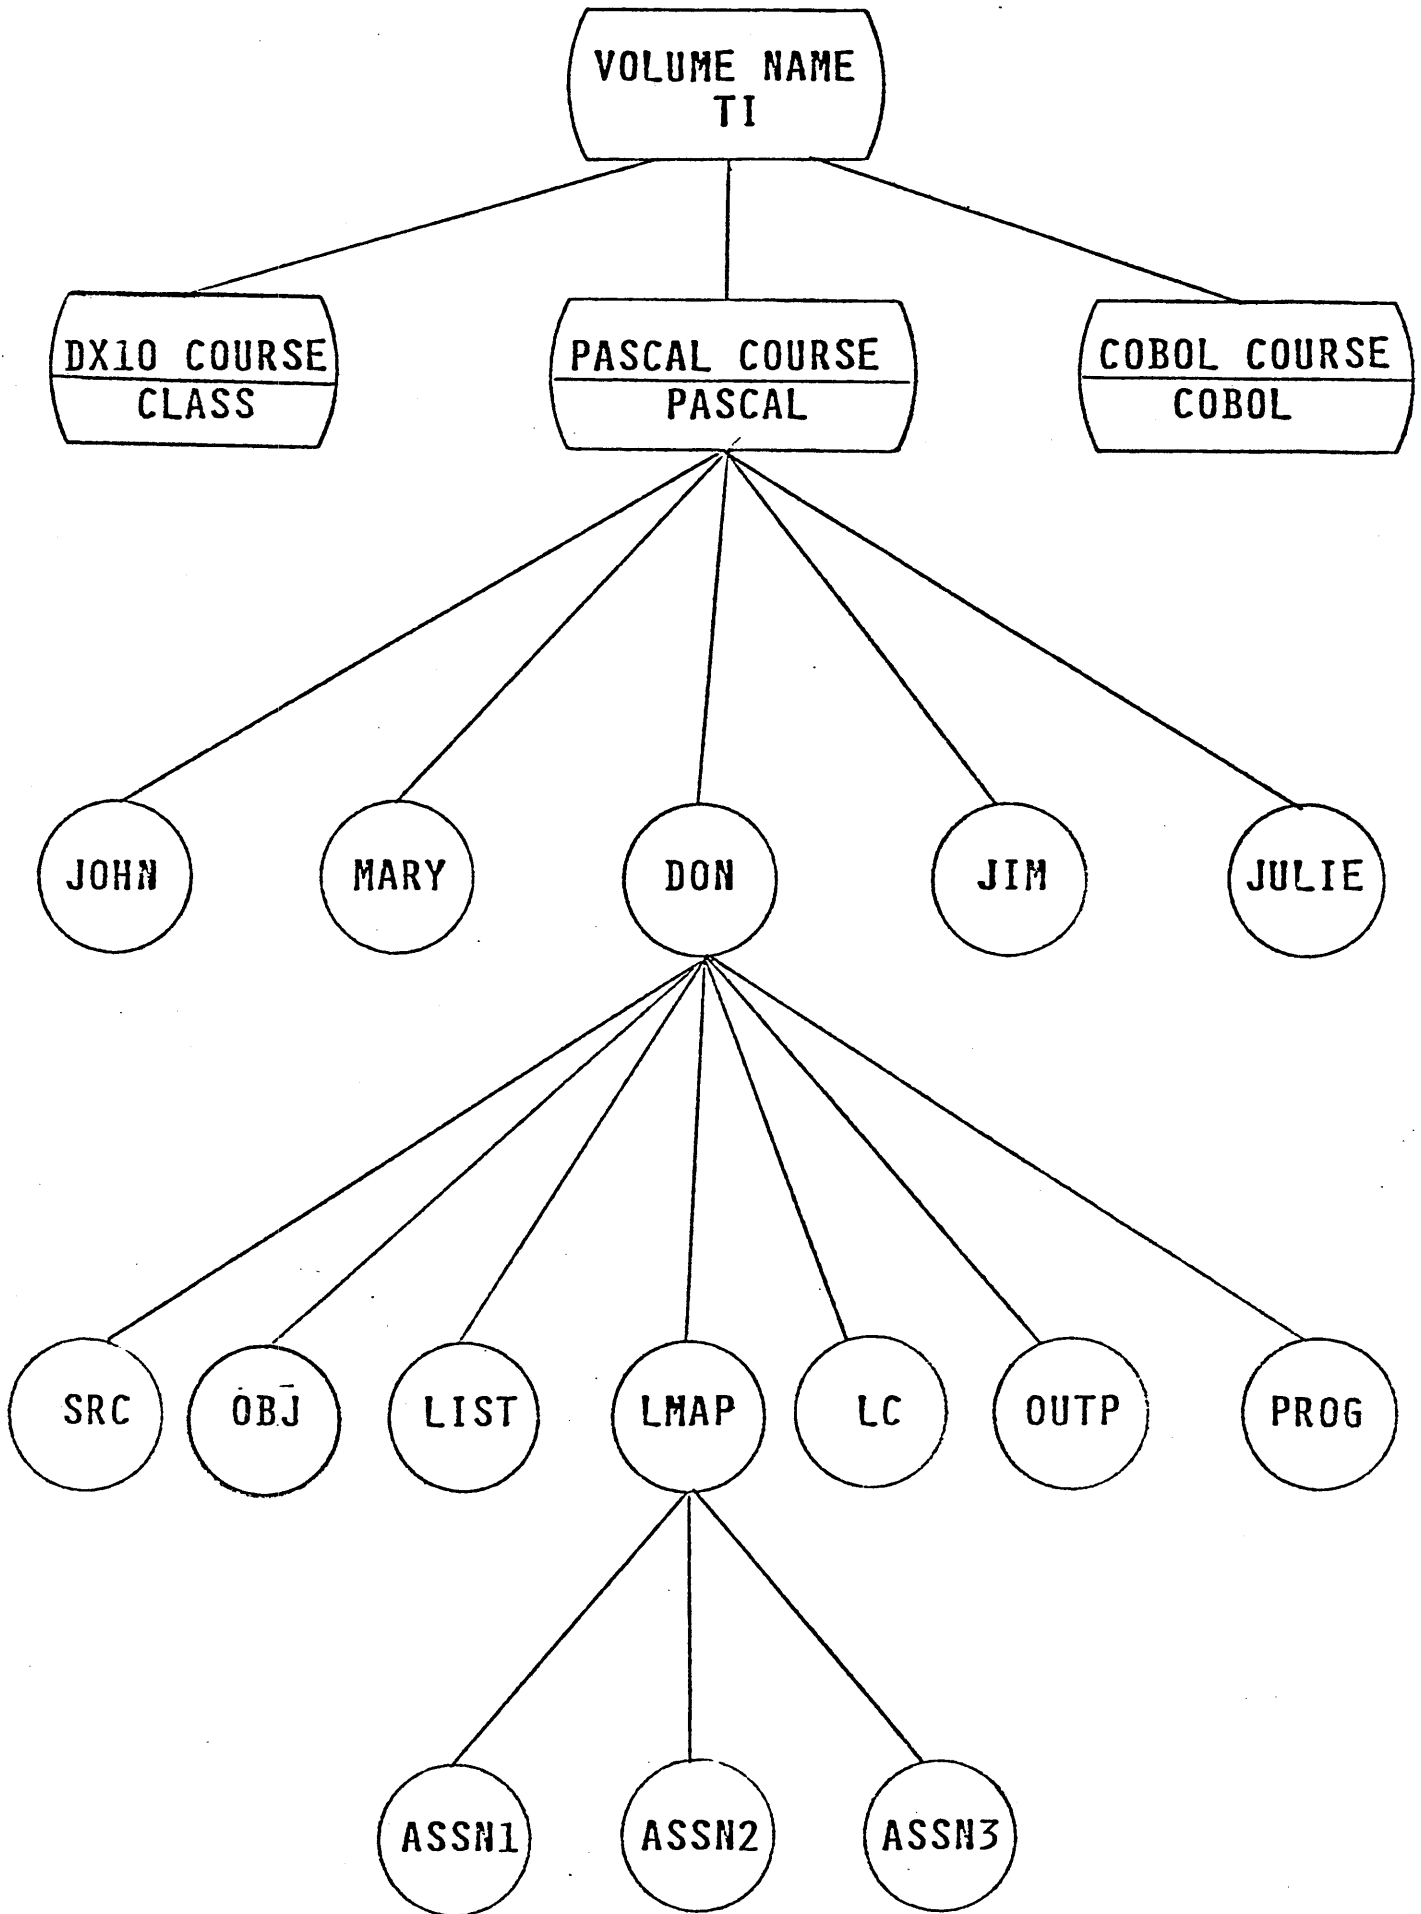 VOLUME NAME
TI
DX10 COURSE
CLASS
PASCAL COURSE
PASCAL
COBOL COURSE
COBOL
JOHN
MARY
DON
JIM
JULIE
SRC
OBJ
LIST
LMAP
LC
OUTP
PROG
ASSN1
ASSN2
ASSN3